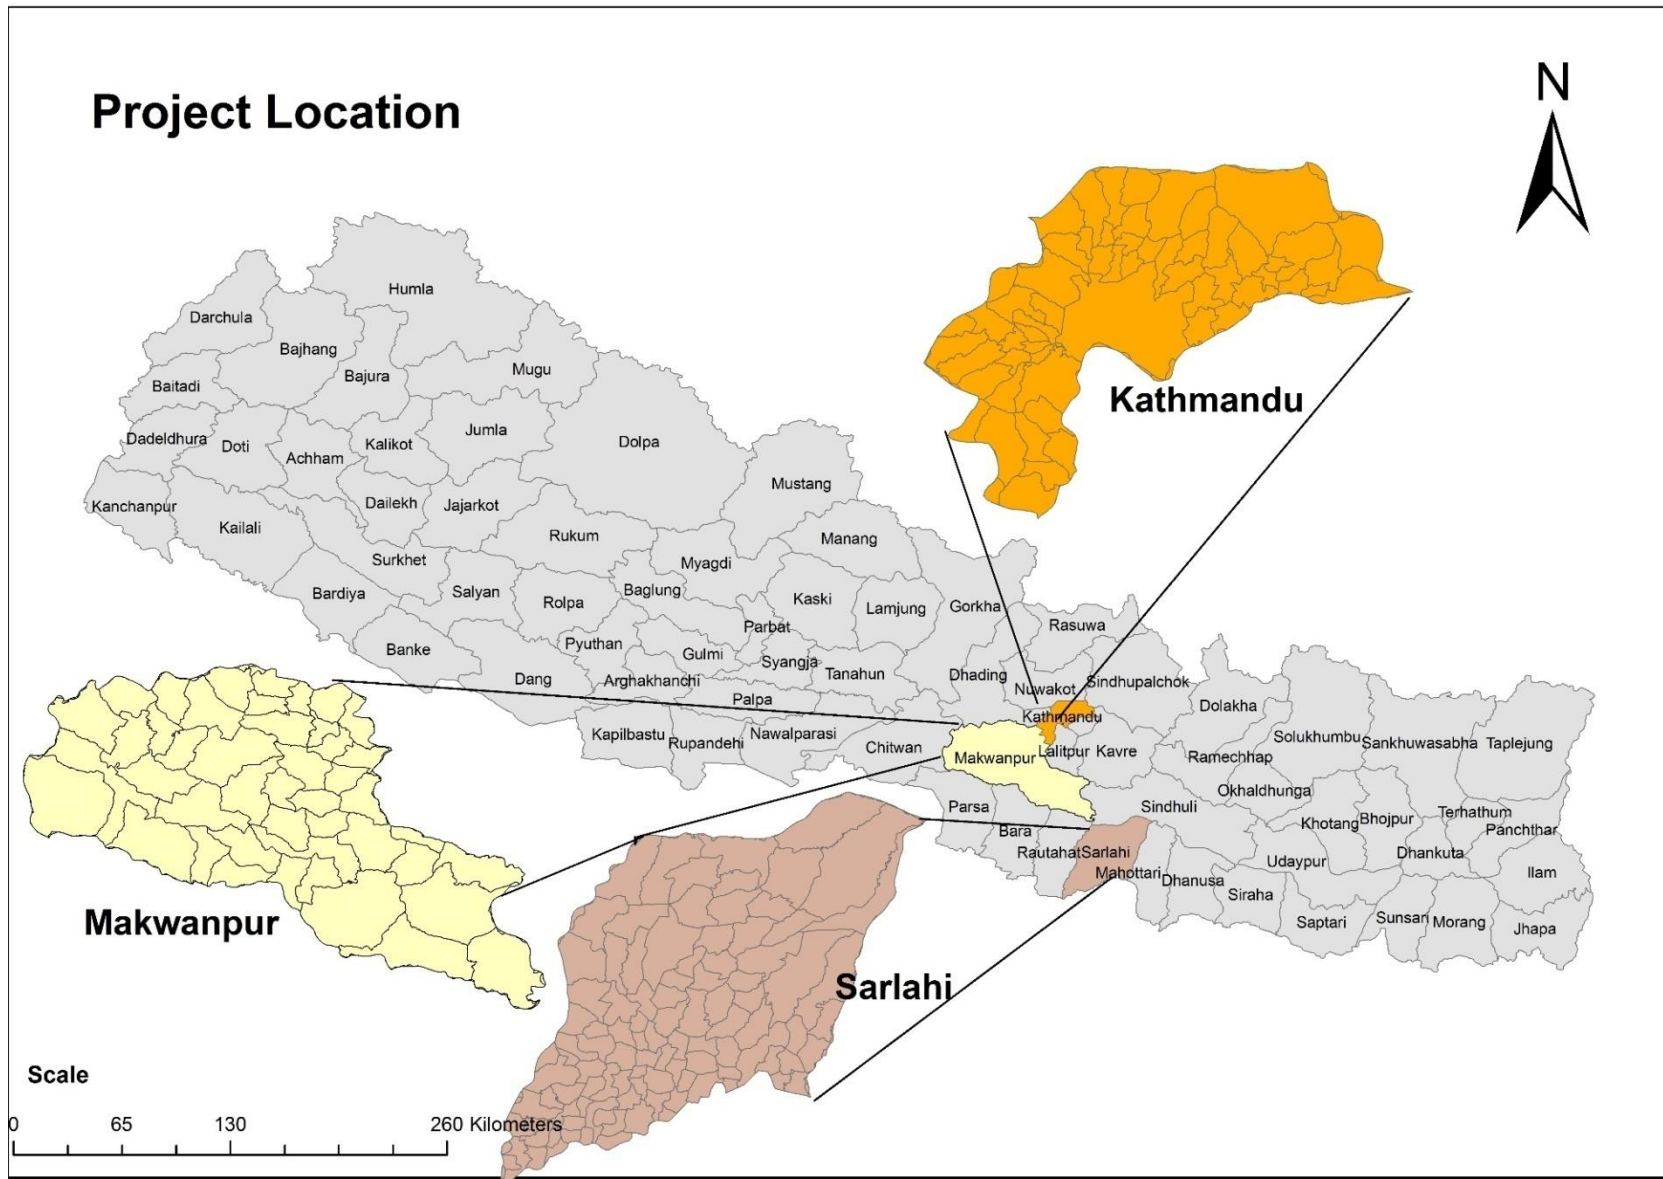 Project Location
N
Humla
Darchula
Bajhang
Bajura
Mugu
Baitadi
Kathmandu
Dadeldhura
Doti
Achham
Kalikot
Jumla
Dolpa
Mustang
Kanchanpur
Kailali
Dailekh
Jajarkot
Rukum
Manang
Surkhet
Myagdi
Bardiya
Salyan
Rolpa
Baglung
Kaski
Lamjung
Gorkha
Parbat
Rasuwa
Banke
Pyuthan
Gulmi
Syangja
Tanahun
Dhading
Nuwakot
Sindhupalchok
Dang
Arghakhanchi
Palpa
Kathmandu
Dolakha
Kapilbastu
Rupandehi
Nawalparasi
Chitwan
Makwanpur
Lalitpur
Kavre
Ramechhap
Solukhumbu
Sankhuwasabha
Taplejung
Okhaldhunga
Parsa
Sindhuli
Khotang
Bhojpur
Terhathum
Panchthar
Bara
Rautahat
Sarlahi
Mahottari
Udaypur
Dhankuta
Ilam
Dhanusa
Siraha
Saptari
Sunsari
Morang
Jhapa
Makwanpur
Sarlahi
Scale
0 65 130 260 Kilometers